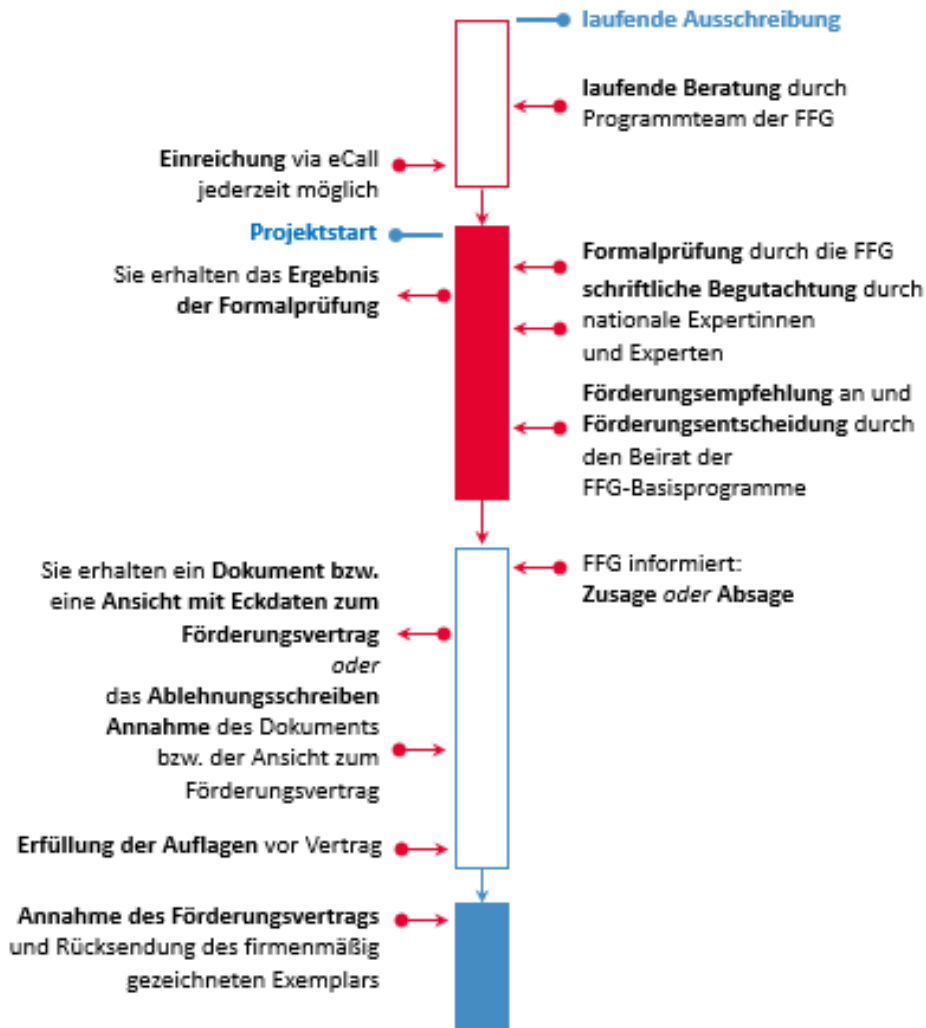 laufende Ausschreibung
laufende Beratung durch
Programmteam der FFG
Einreichung via eCall
jederzeit möglich
Projektstart
Sie erhalten das Ergebnis
der Formalprüfung
Formalprüfung durch die FFG
schriftliche Begutachtung durch
nationale Expertinnen
und Experten
Förderungsempfehlung an und
Förderungsentscheidung durch
den Beirat der
FFG-Basisprogramme
FFG informiert:
Zusage oder Absage
Sie erhalten ein Dokument bzw.
eine Ansicht mit Eckdaten zum
Förderungsvertrag
oder
das Ablehnungsschreiben
Annahme des Dokuments
bzw. der Ansicht zum
Förderungsvertrag
Erfüllung der Auflagen vor Vertrag
Annahme des Förderungsvertrags
und Rücksendung des firmenmäßig
gezeichneten Exemplars